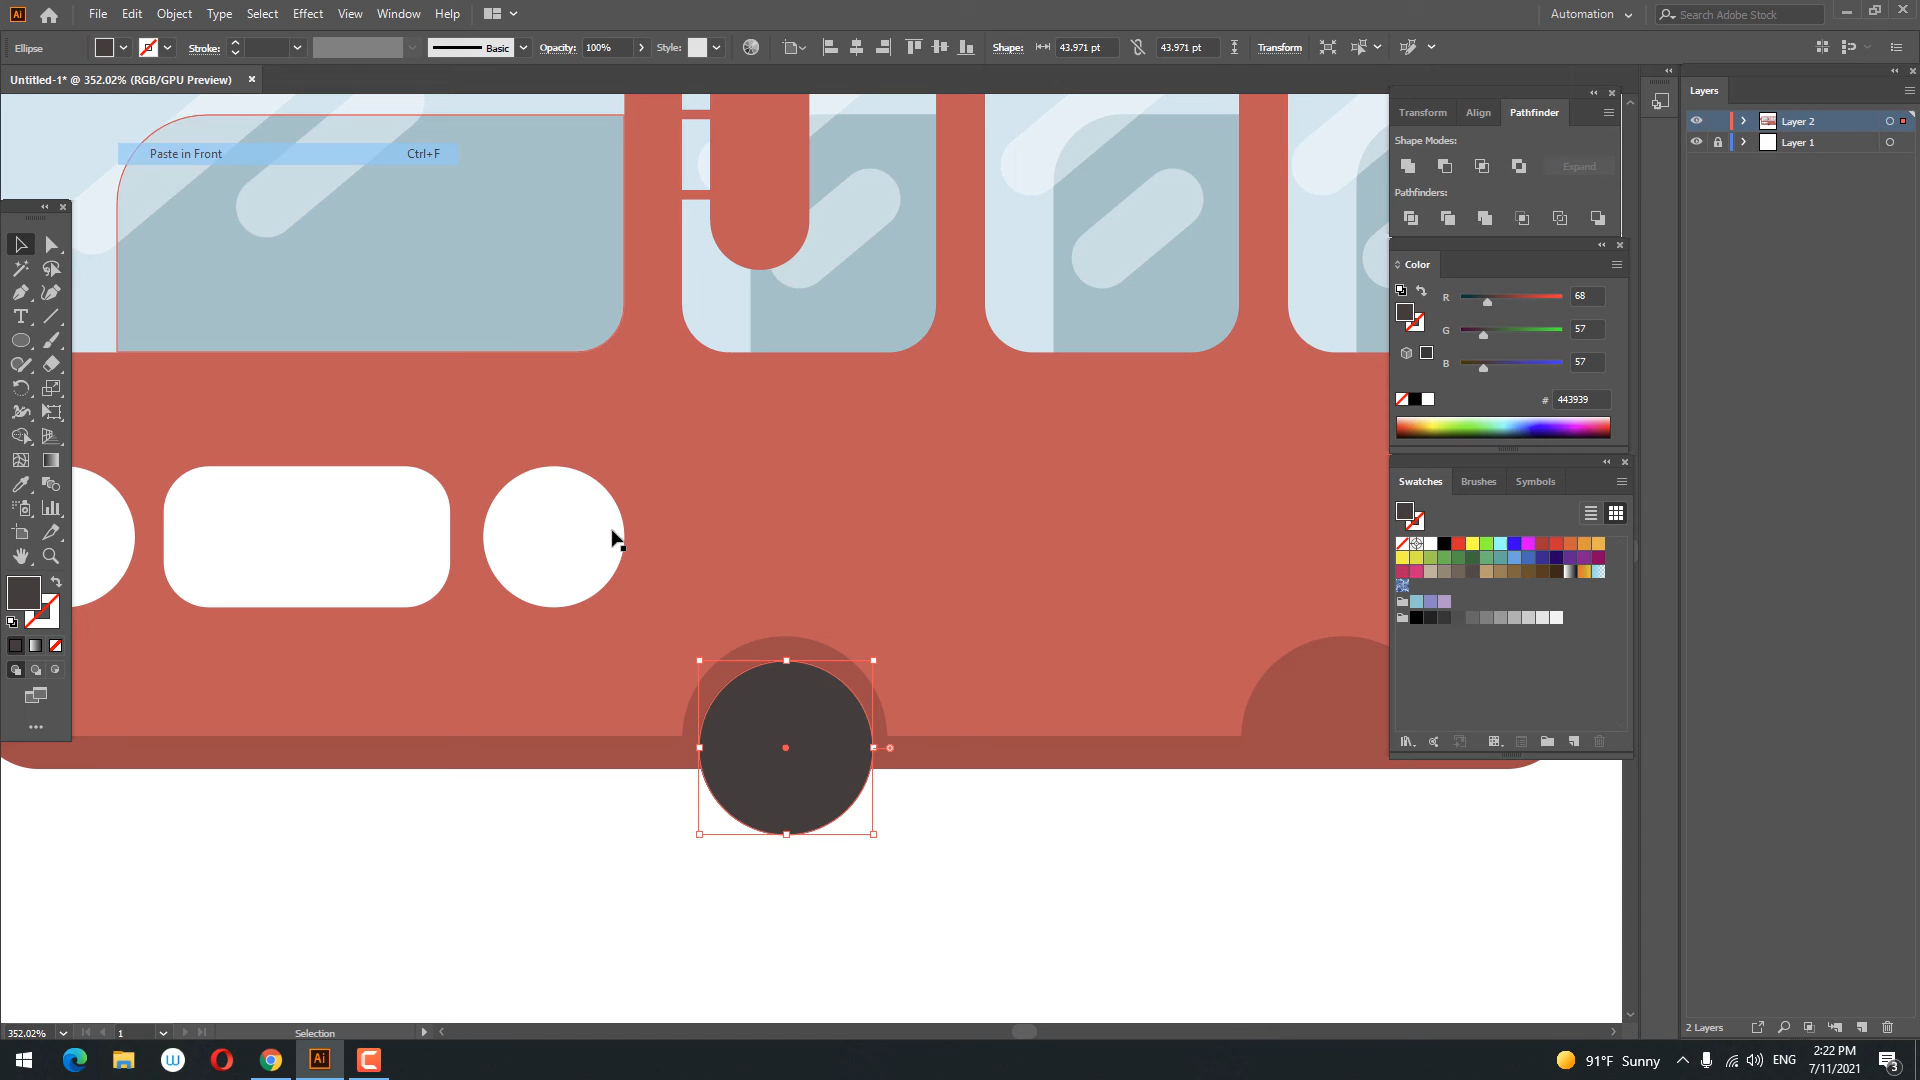 Ai
File
Edit
Object
Type
Select
Effect
View
Window
Help
Automation
Search Adobe Stock
Ellipse
Stroke:
Basic
Opacity:
100%
Style:
Shape:
43.971 pt
43.971 pt
Transform
Untitled-1* @ 352.02% (RGB/GPU Preview)
Paste in Front
Ctrl+F
Transform
Align
Pathfinder
Shape Modes:
Expand
Pathfinders:
Color
R
68
G
57
B
57
#
443939
Swatches
Brushes
Symbols
Layers
Layer 2
Layer 1
352.02%
1
Selection
2 Layers
Ai
91°F Sunny
ENG
2:22 PM
7/11/2021
3